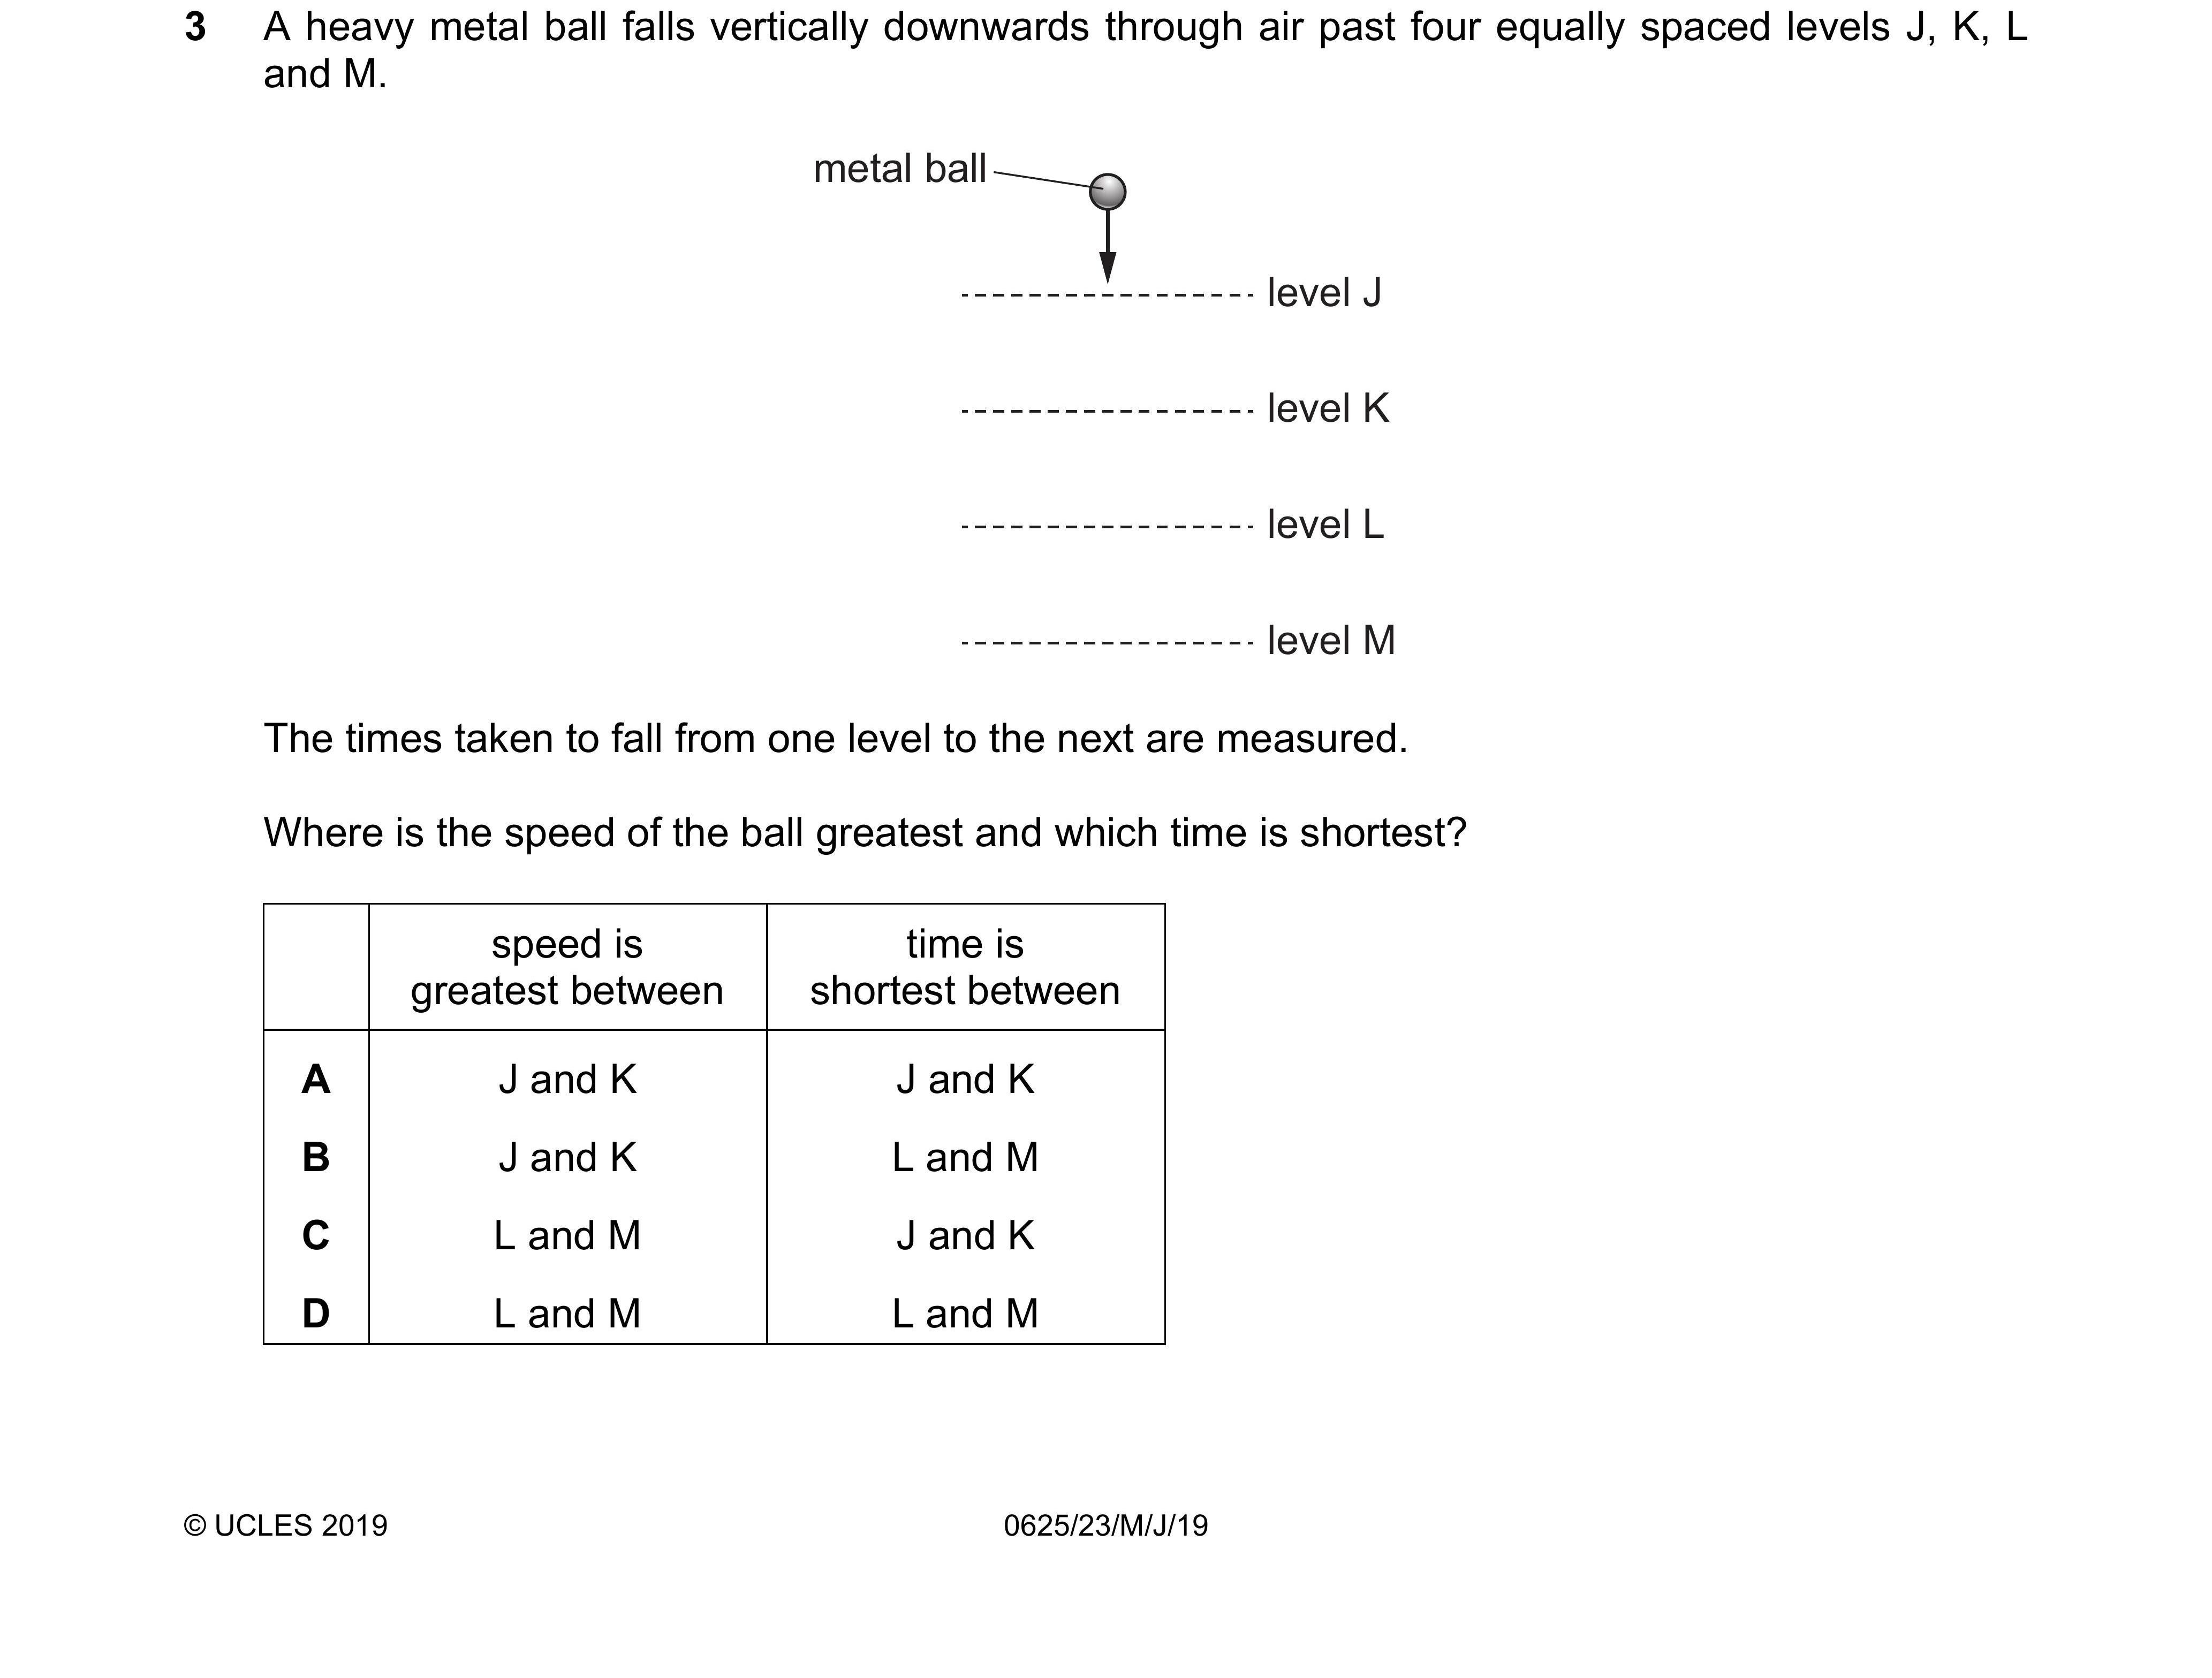 3 A heavy metal ball falls vertically downwards through air past four equally spaced levels J, K, L
and M.
metal ball
level J
level K
level L
level M
The times taken to fall from one level to the next are measured.
Where is the speed of the ball greatest and which time is shortest?
speed is greatest between
time is shortest between
A J and K J and K
B J and K L and M
C L and M J and K
D L and M L and M
© UCLES 2019 0625/23/M/J/19